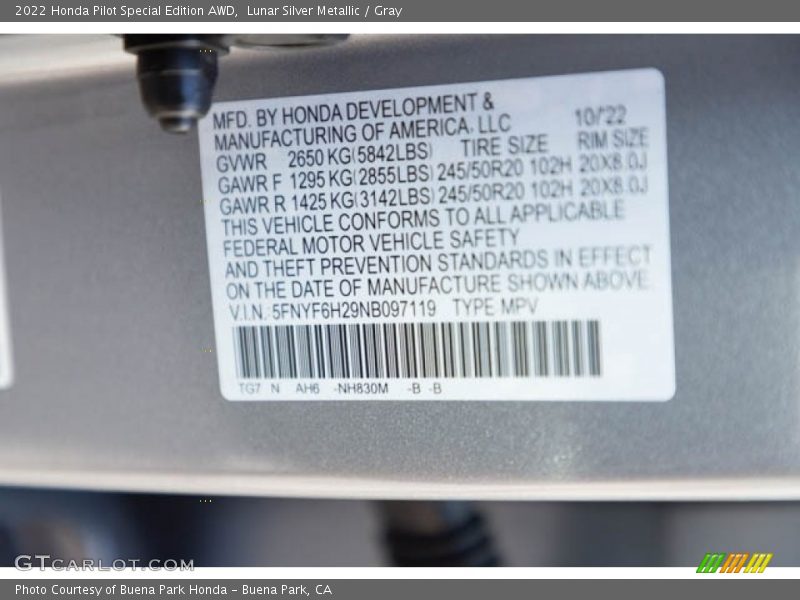 2022 Honda Pilot Special Edition AWD,  Lunar Silver Metallic / Gray
MFD. BY HONDA DEVELOPMENT & 
MANUFACTURING OF AMERICA, LLC 10/22
GVWR 2650 KG(5842LBS) TIRE SIZE RIM SIZE
GAWR F 1295 KG(2855LBS) 245/50R20 102H 20X8.0J
GAWR R 1425 KG(3142LBS) 245/50R20 102H 20X8.0J
THIS VEHICLE CONFORMS TO ALL APPLICABLE
FEDERAL MOTOR VEHICLE SAFETY
AND THEFT PREVENTION STANDARDS IN EFFECT
ON THE DATE OF MANUFACTURE SHOWN ABOVE.
V.I.N.: 5FNYF6H29NB097119 TYPE MPV
TG7 N AH6 -NH830M -B -B
GTCARLOT.COM
Photo Courtesy of Buena Park Honda - Buena Park, CA